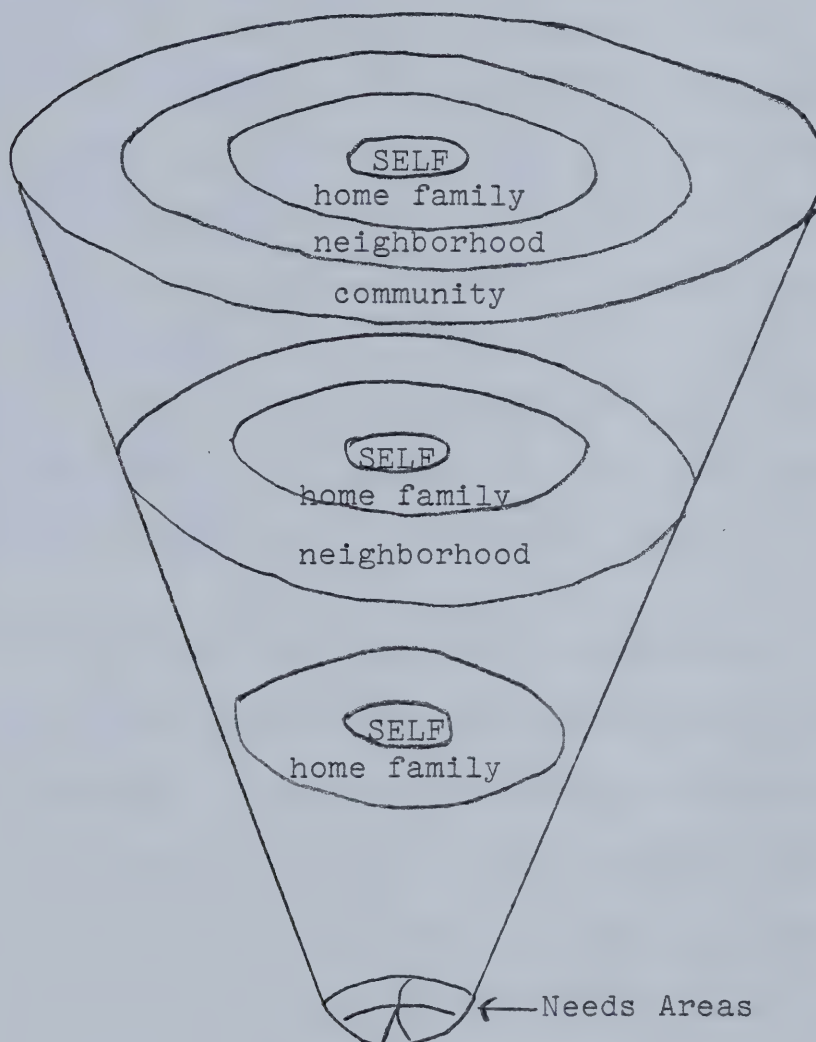 SELF
home family
neighborhood
community
SELF
home family
neighborhood
SELF
home family
Needs Areas